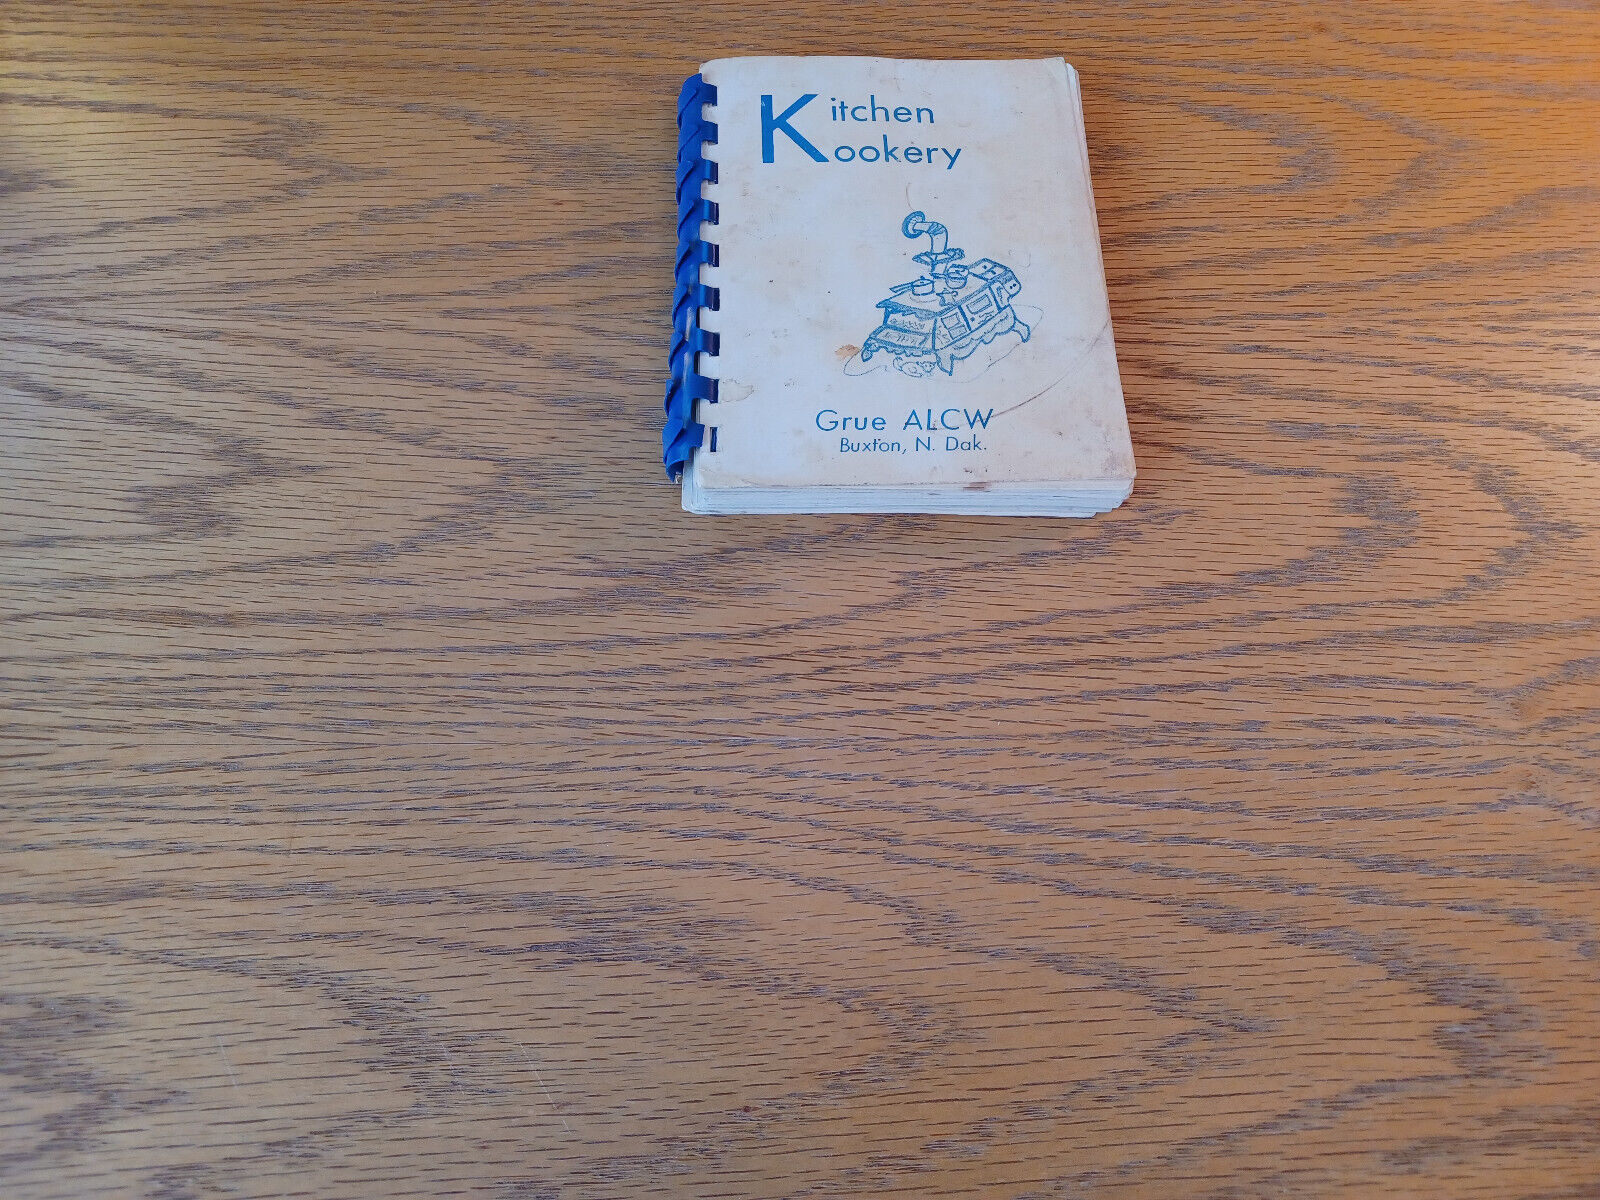 Kitchen
Kookery
Grue ALCW
Buxton, N. Dak.